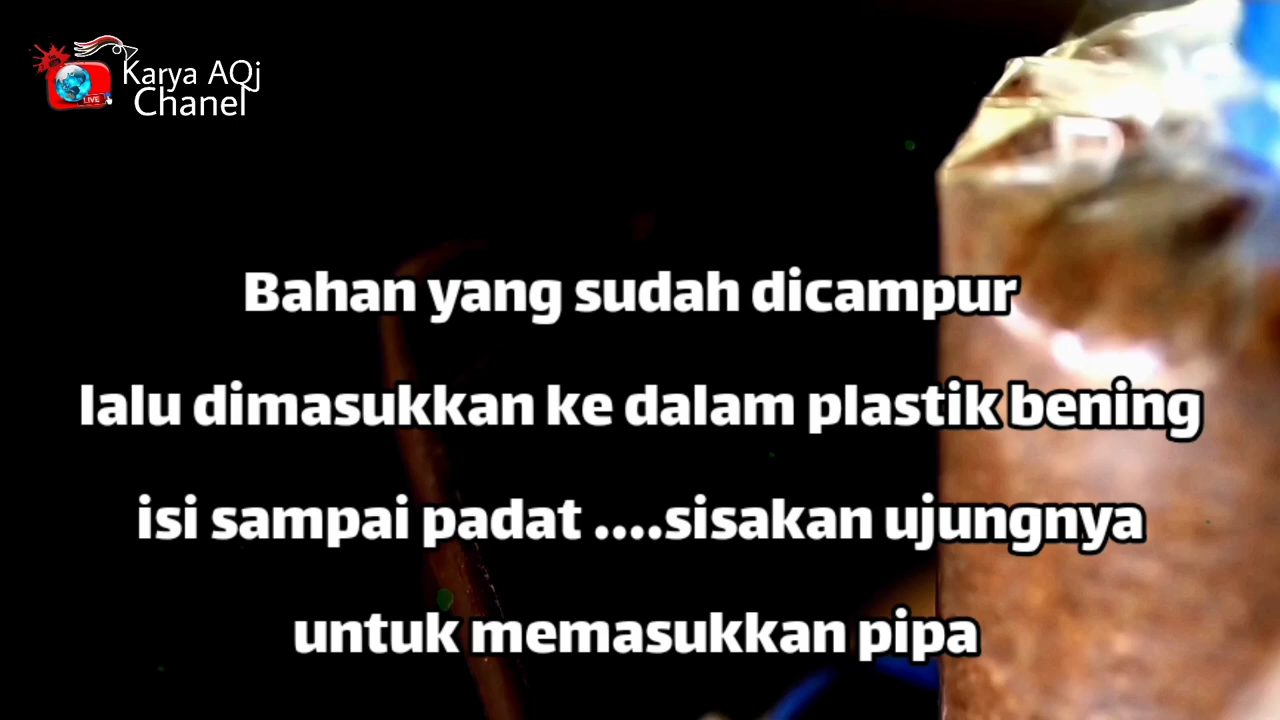 Karya AQj
Chanel
LIVE
Bahan yang sudah dicampur
lalu dimasukkan ke dalam plastik bening
isi sampai padat ....sisakan ujungnya
untuk memasukkan pipa